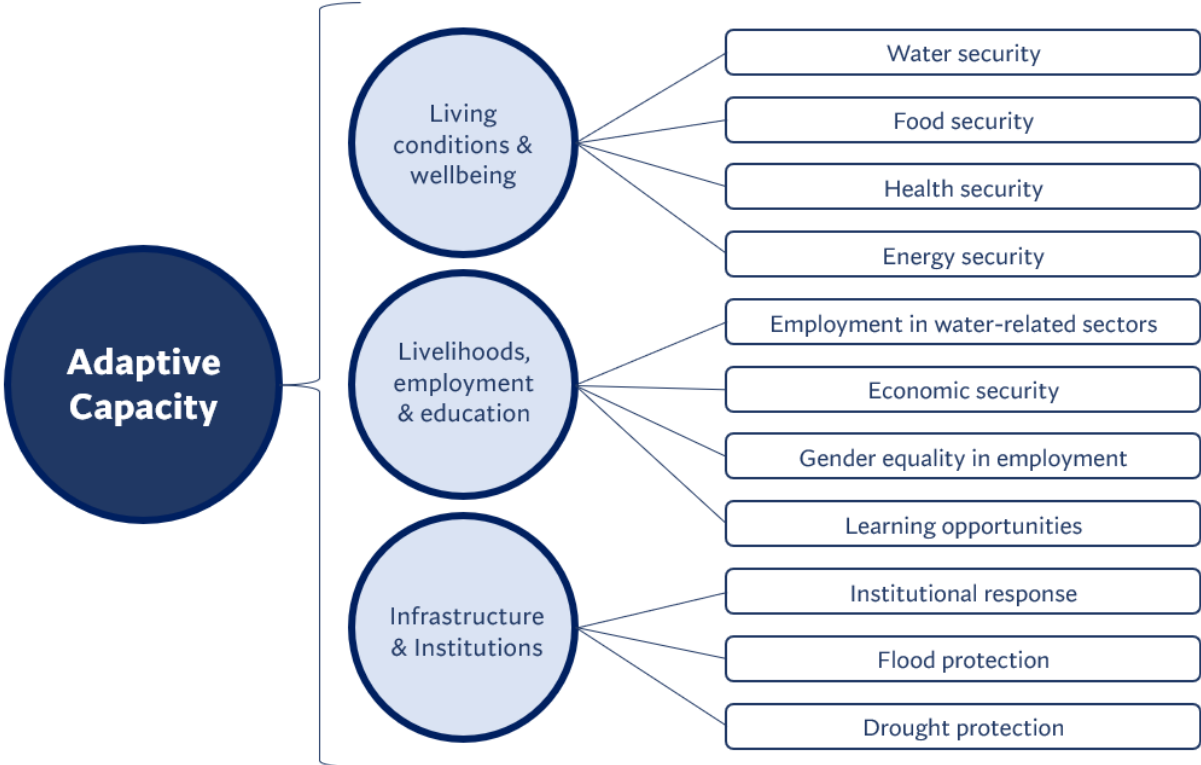 Adaptive
Capacity
Living
conditions &
wellbeing
Water security
Food security
Health security
Energy security
Livelihoods,
employment
& education
Employment in water-related sectors
Economic security
Gender equality in employment
Learning opportunities
Infrastructure
& Institutions
Institutional response
Flood protection
Drought protection